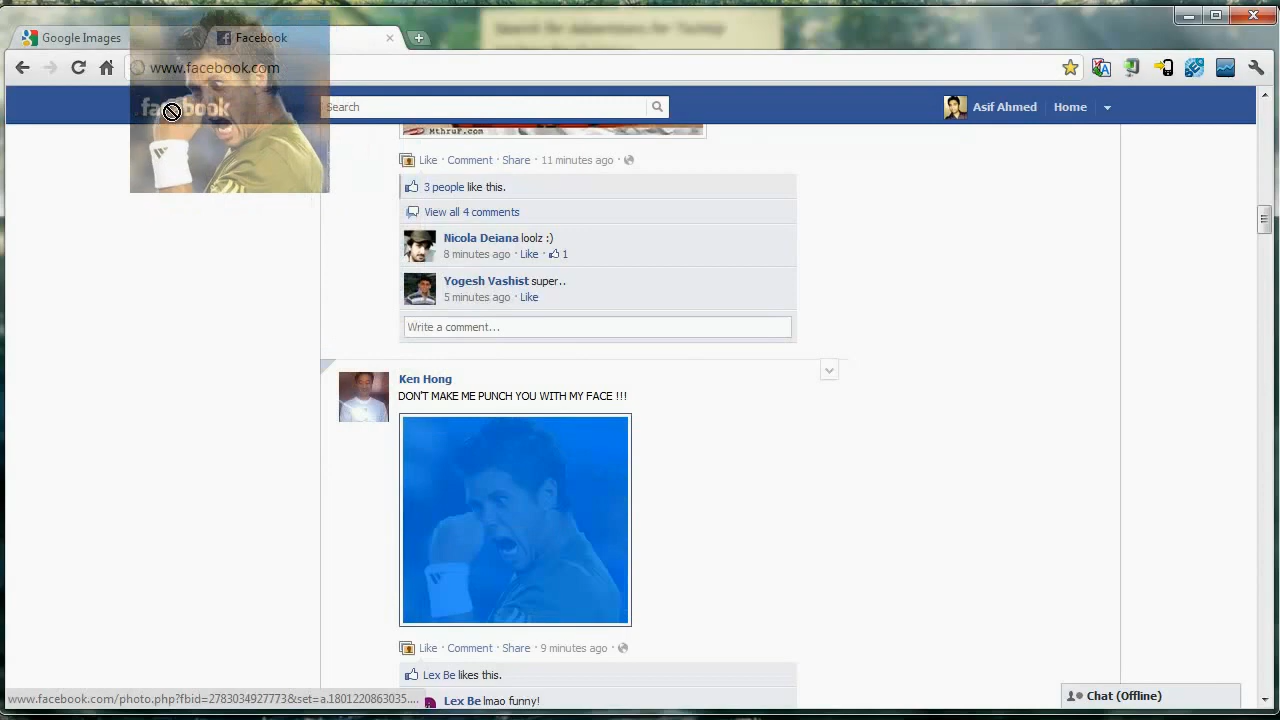 Google Images
Facebook
www.facebook.com
facebook
Search
Asif Ahmed
Home
MthruF.com
Like · Comment · Share · 11 minutes ago ·
3 people like this.
View all 4 comments
Nicola Deiana loolz :)
8 minutes ago · Like · 1
Yogesh Vashist super..
5 minutes ago · Like
Write a comment...
Ken Hong
DON'T MAKE ME PUNCH YOU WITH MY FACE !!!
Like · Comment · Share · 9 minutes ago ·
Lex Be likes this.
Lex Be lmao funny!
www.facebook.com/photo.php?fbid=2783034927773&set=a.1801220863035....
Chat (Offline)